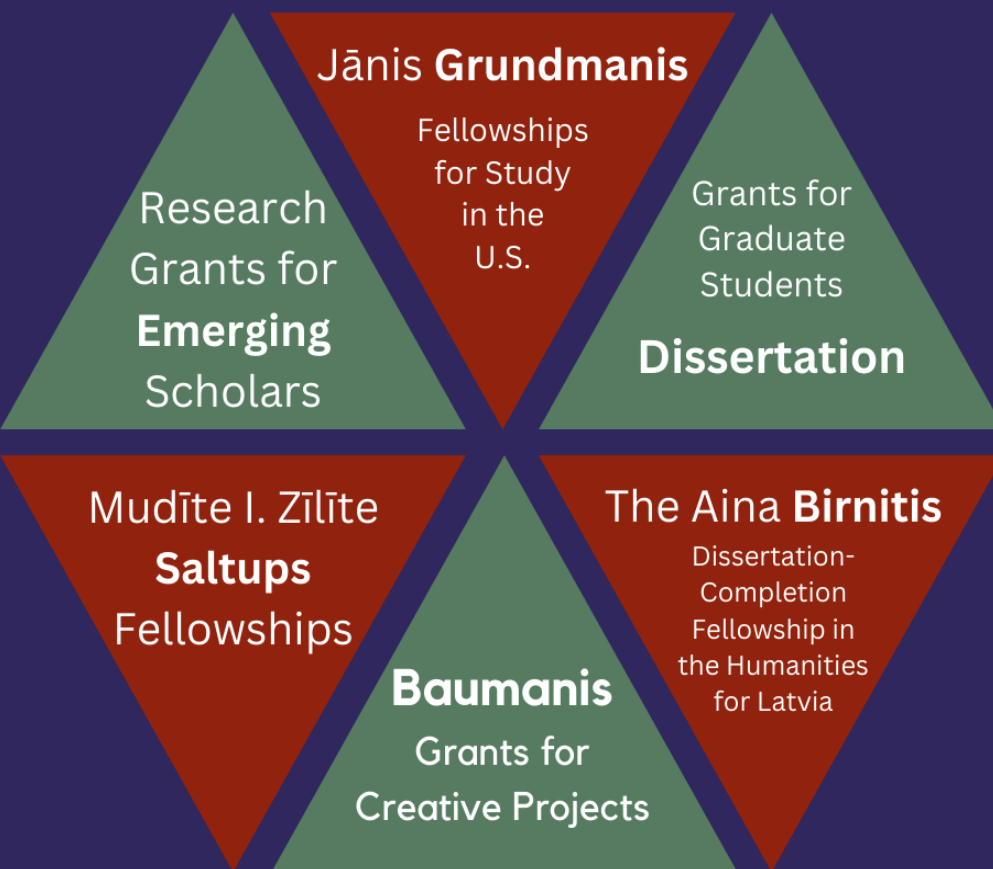 Research
Grants for
Emerging
Scholars
Jānis Grundmanis
Fellowships
for Study
in the
U.S.
Grants for
Graduate
Students
Dissertation
Mudīte I. Zīlīte
Saltups
Fellowships
Baumanis
Grants for
Creative Projects
The Aina Birnitis
Dissertation-
Completion
Fellowship in
the Humanities
for Latvia